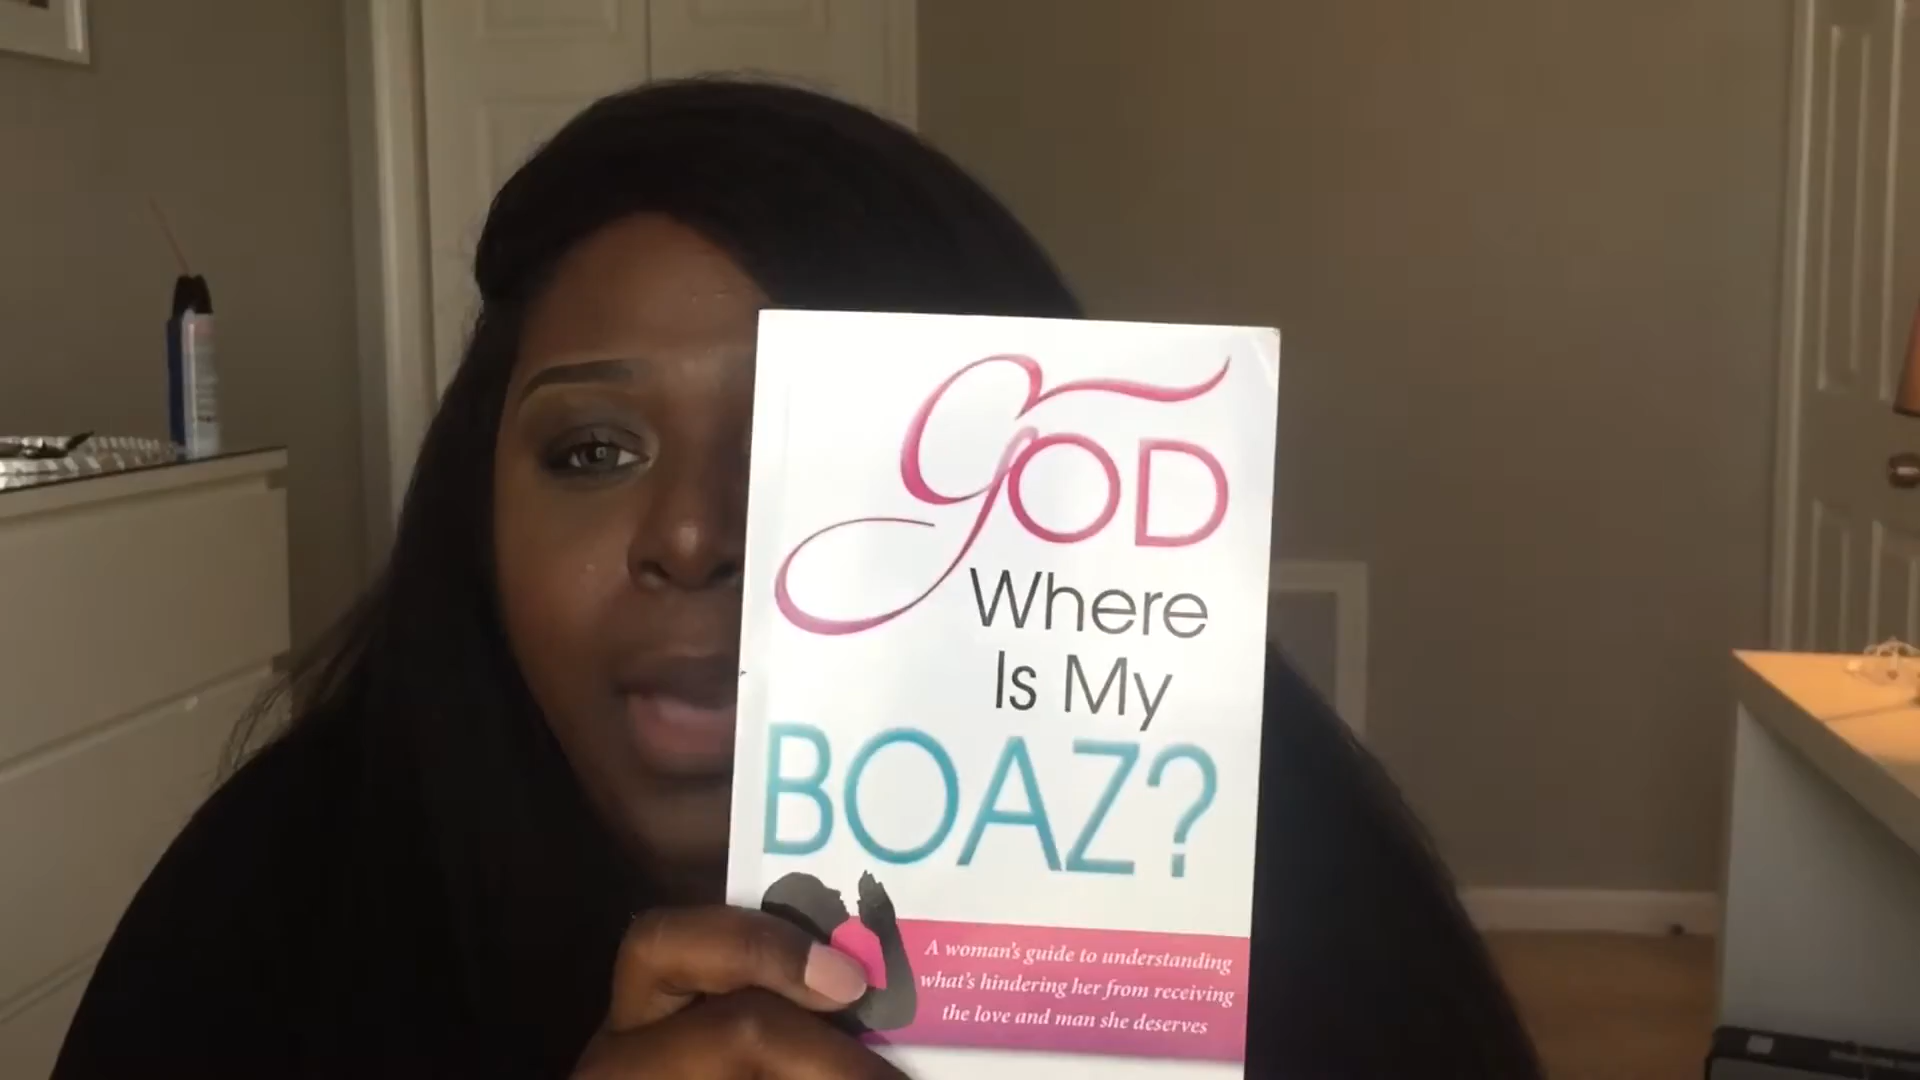 GOD
Where
Is My
BOAZ?
A woman's guide to understanding
what's hindering her from receiving
the love and man she deserves